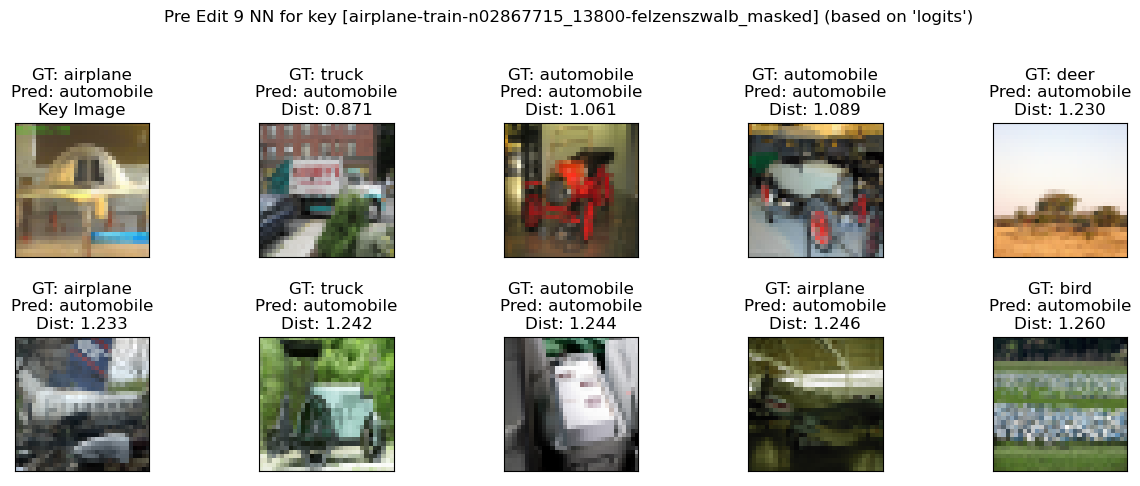 Pre Edit 9 NN for key [airplane-train-n02867715_13800-felzenszwalb_masked] (based on 'logits')
GT: airplane
Pred: automobile
Key Image
GT: truck
Pred: automobile
Dist: 0.871
GT: automobile
Pred: automobile
Dist: 1.061
GT: automobile
Pred: automobile
Dist: 1.089
GT: deer
Pred: automobile
Dist: 1.230
GT: airplane
Pred: automobile
Dist: 1.233
GT: truck
Pred: automobile
Dist: 1.242
GT: automobile
Pred: automobile
Dist: 1.244
GT: airplane
Pred: automobile
Dist: 1.246
GT: bird
Pred: automobile
Dist: 1.260